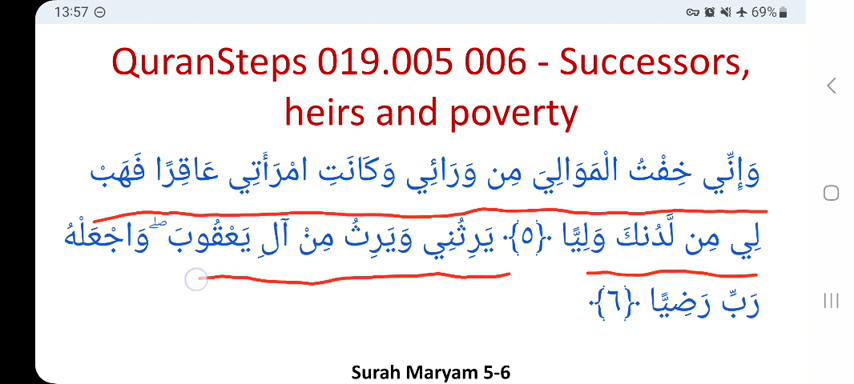 13:57
69%
QuranSteps 019.005 006 - Successors,
heirs and poverty
وَإِنِّي خِفْتُ الْمَوَالِيَ مِن وَرَائِي وَكَانَتِ امْرَأَتِي عَاقِرًا فَهَبْ
لِي مِن لَّدُنكَ وَلِيًّا ﴿٥﴾ يَرِثُنِي وَيَرِثُ مِنْ آلِ يَعْقُوبَ ۖ وَاجْعَلْهُ
رَبِّ رَضِيًّا ﴿٦﴾
Surah Maryam 5-6